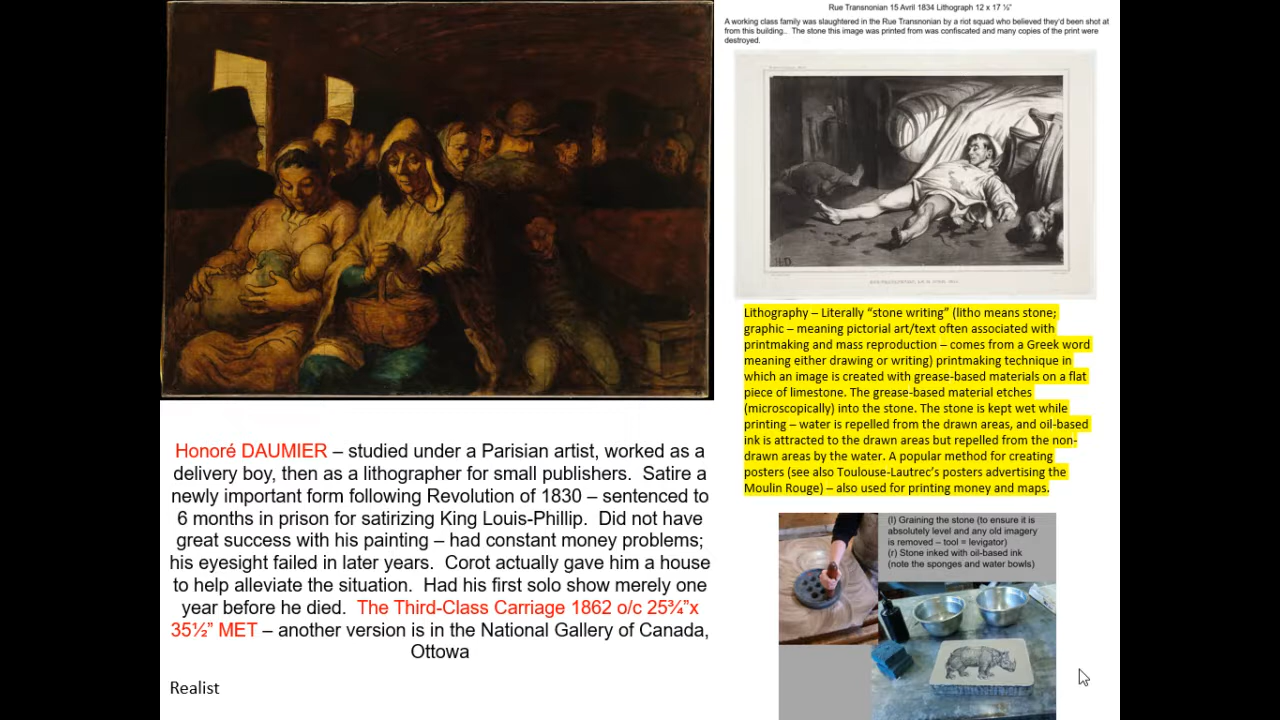 Rue Transnonian 15 Avril 1834 Lithograph 12 x 17 ½"
A working class family was slaughtered in the Rue Transnonian by a riot squad who believed they'd been shot at
from this building.. The stone this image was printed from was confiscated and many copies of the print were
destroyed.
H.D
Lithography – Literally "stone writing" (litho means stone;
graphic – meaning pictorial art/text often associated with
printmaking and mass reproduction – comes from a Greek word
meaning either drawing or writing) printmaking technique in
which an image is created with grease-based materials on a flat
piece of limestone. The grease-based material etches
(microscopically) into the stone. The stone is kept wet while
printing – water is repelled from the drawn areas, and oil-based
ink is attracted to the drawn areas but repelled from the non-
drawn areas by the water. A popular method for creating
posters (see also Toulouse-Lautrec's posters advertising the
Moulin Rouge) – also used for printing money and maps.
Honoré DAUMIER – studied under a Parisian artist, worked as a
delivery boy, then as a lithographer for small publishers. Satire a
newly important form following Revolution of 1830 – sentenced to
6 months in prison for satirizing King Louis-Phillip. Did not have
great success with his painting – had constant money problems;
his eyesight failed in later years. Corot actually gave him a house
to help alleviate the situation. Had his first solo show merely one
year before he died. The Third-Class Carriage 1862 o/c 25¾"x
35½" MET – another version is in the National Gallery of Canada,
Ottowa
Realist
(l) Graining the stone (to ensure it is
absolutely level and any old imagery
is removed – tool = levigator)
(r) Stone inked with oil-based ink
(note the sponges and water bowls)